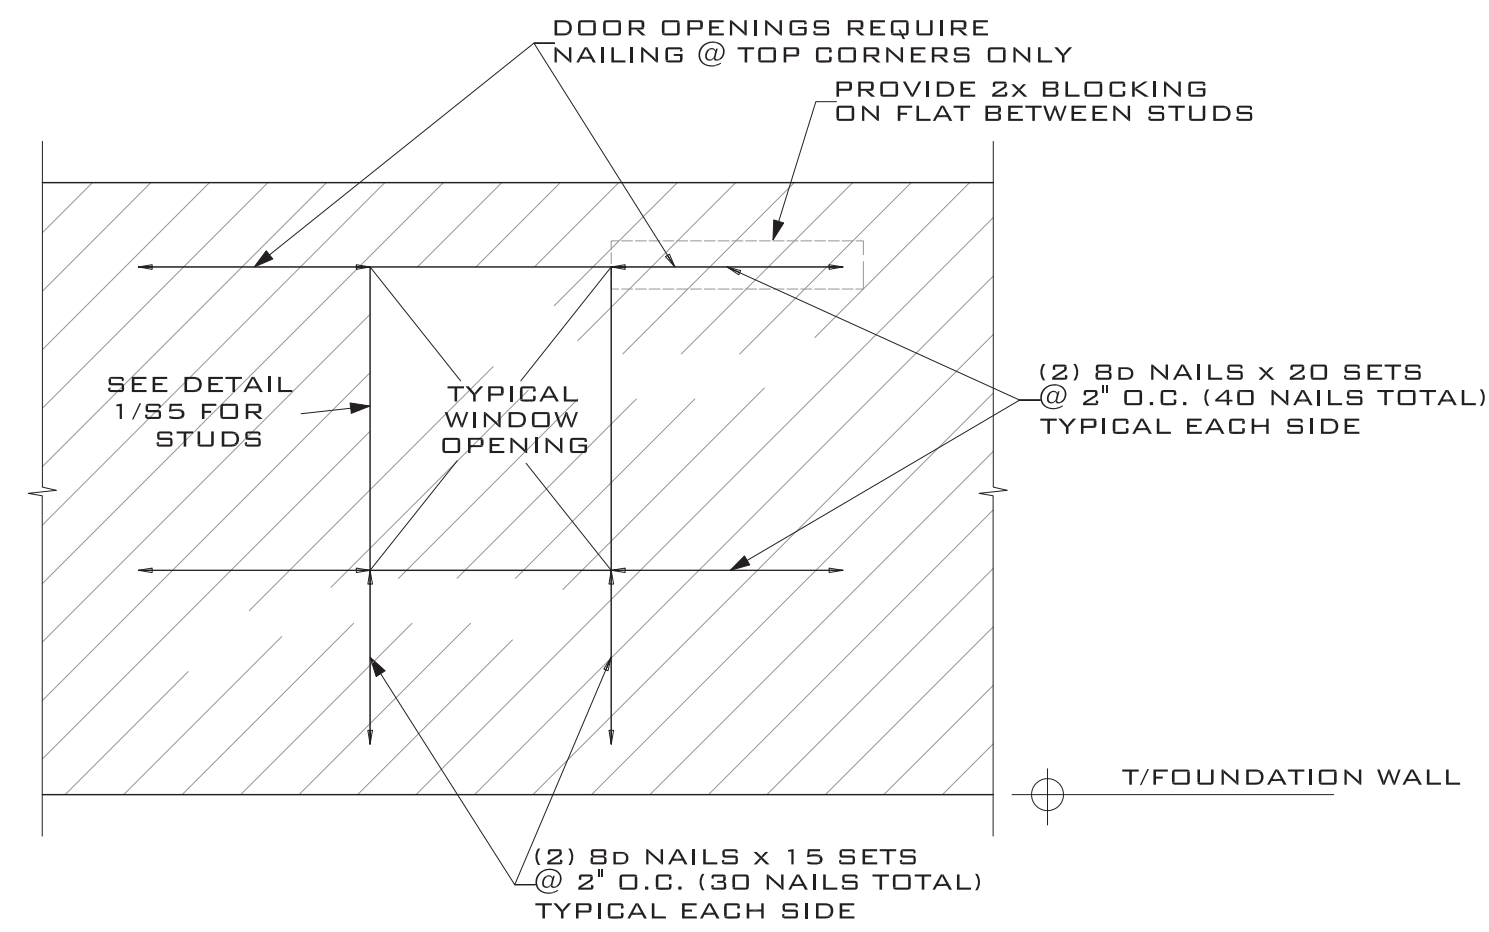 DOOR OPENINGS REQUIRE
NAILING @ TOP CORNERS ONLY
PROVIDE 2x BLOCKING
ON FLAT BETWEEN STUDS
SEE DETAIL
1/S5 FOR
STUDS
TYPICAL
WINDOW
OPENING
(2) 8D NAILS x 20 SETS
@ 2" O.C. (40 NAILS TOTAL)
TYPICAL EACH SIDE
T/FOUNDATION WALL
(2) 8D NAILS x 15 SETS
@ 2" O.C. (30 NAILS TOTAL)
TYPICAL EACH SIDE